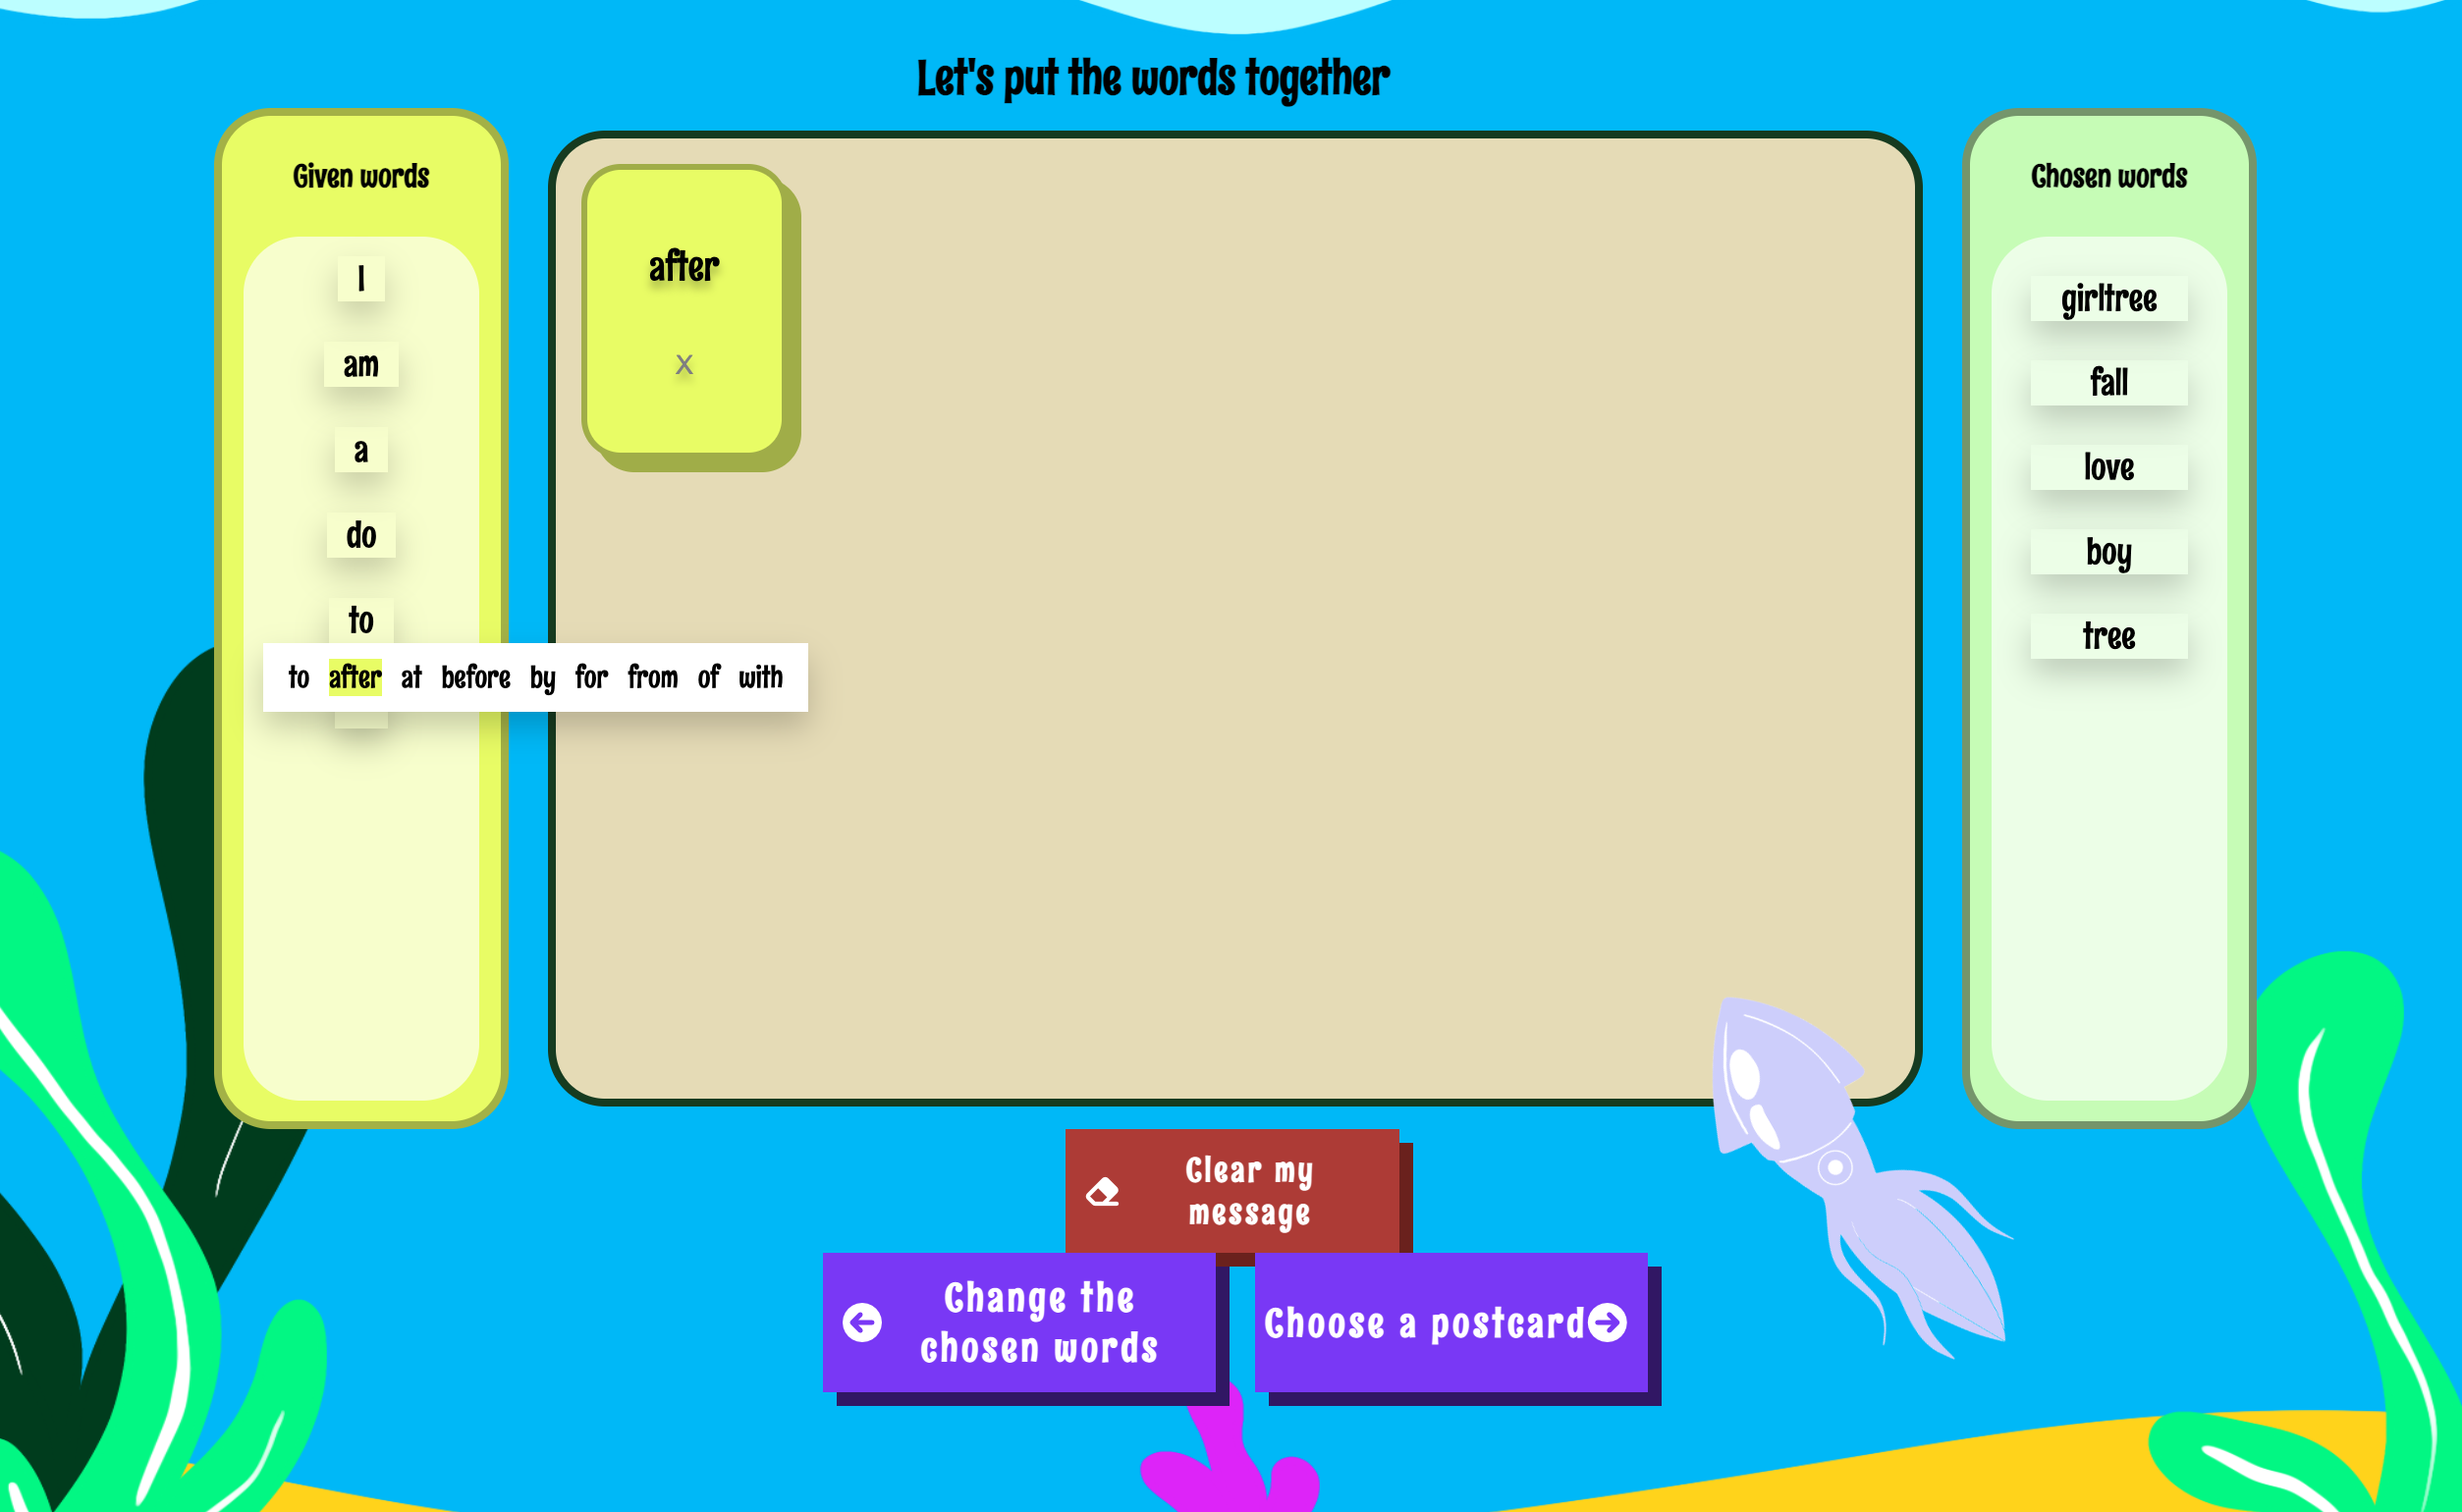 Let's put the words together
Given words
I
am
a
do
to
to after at before by for from of with
after
x
Chosen words
girltree
fall
love
boy
tree
Clear my
message
Change the
chosen words
Choose a postcard